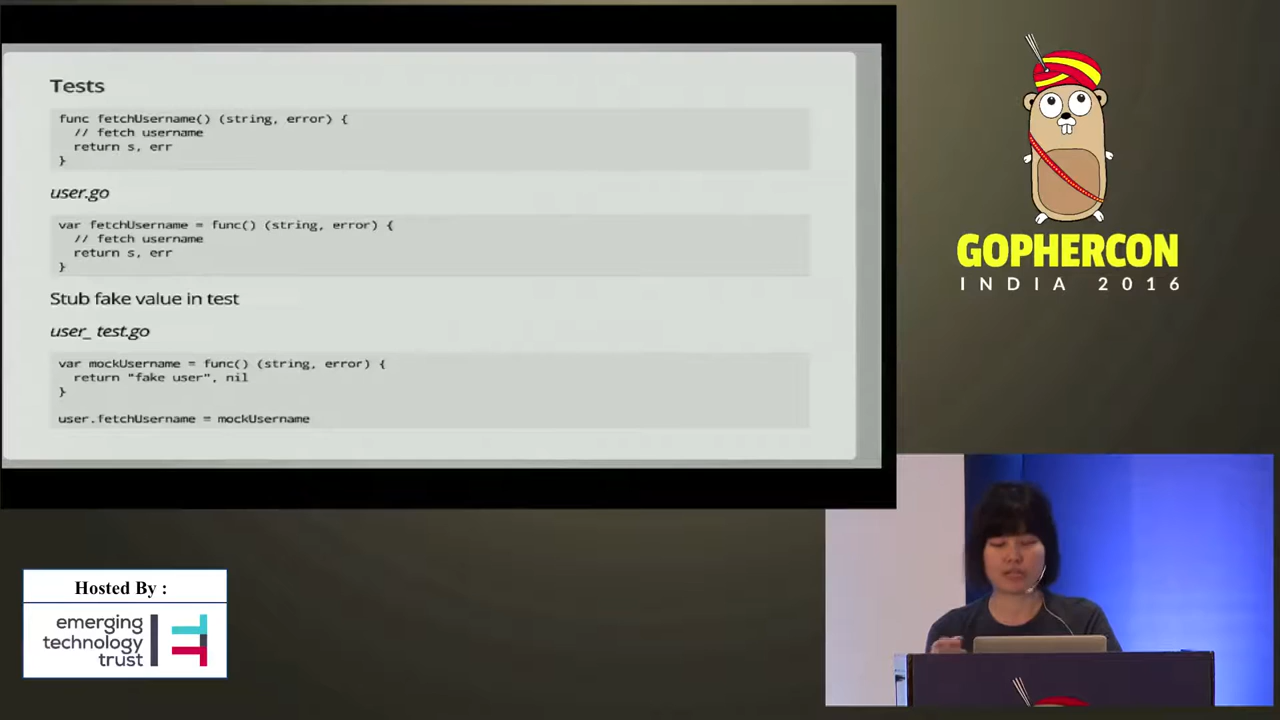 Tests
func fetchUsername() (string, error) {
// fetch username
return s, err
}
user.go
var fetchUsername = func() (string, error) {
// fetch username
return s, err
}
Stub fake value in test
user_ test.go
var mockUsername = func() (string, error) {
return "fake user", nil
}
user.fetchUsername = mockUsername
GOPHERCON
INDIA 2016
Hosted By :
emerging
technology
trust